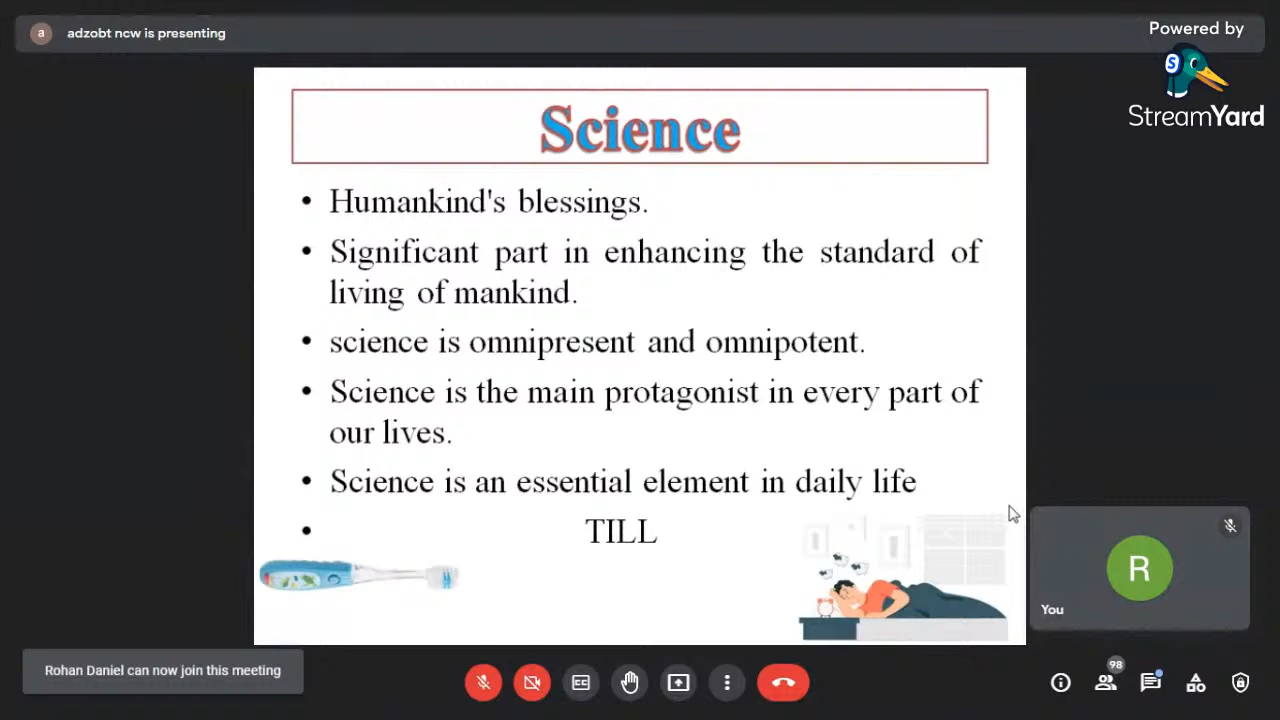 a adzobt ncw is presenting
Powered by
S
StreamYard
Science
• Humankind's blessings.
• Significant part in enhancing the standard of
living of mankind.
• science is omnipresent and omnipotent.
• Science is the main protagonist in every part of
our lives.
• Science is an essential element in daily life
• TILL
R
You
Rohan Daniel can now join this meeting
CC
98